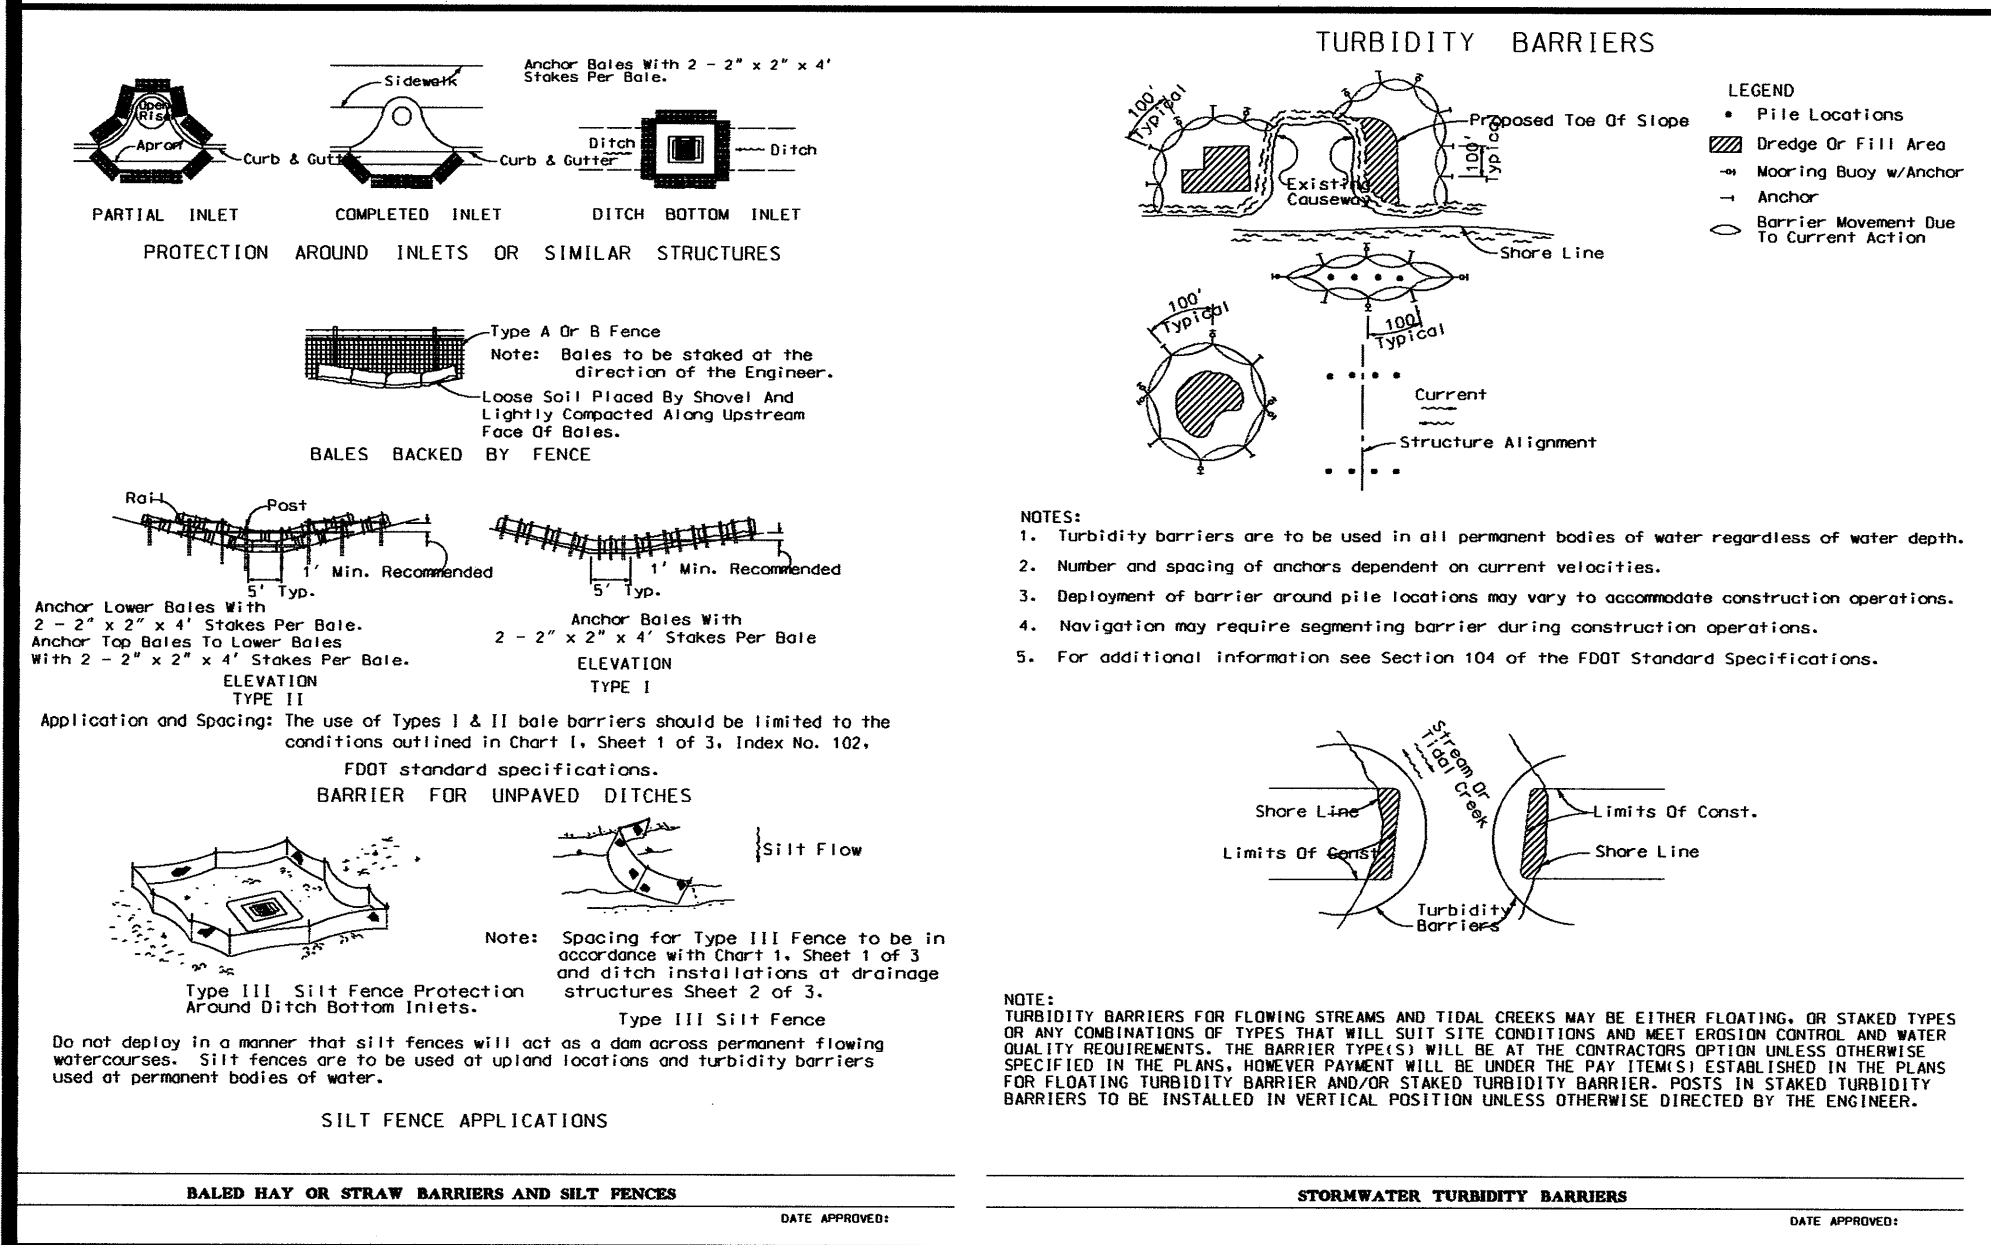 Anchor Bales With 2 - 2" x 2" x 4'
Stakes Per Bale.
Sidewalk
Open
Rise
Apron
Curb & Gutter
Curb & Gutter
Ditch
Ditch
PARTIAL INLET
COMPLETED INLET
DITCH BOTTOM INLET
PROTECTION AROUND INLETS OR SIMILAR STRUCTURES
Type A Or B Fence
Note: Bales to be staked at the
direction of the Engineer.
Loose Soil Placed By Shovel And
Lightly Compacted Along Upstream
Face Of Bales.
BALES BACKED BY FENCE
Rail
Post
1' Min. Recommended
5' Typ.
Anchor Lower Bales With
2 - 2" x 2" x 4' Stakes Per Bale.
Anchor Top Bales To Lower Bales
With 2 - 2" x 2" x 4' Stakes Per Bale.
ELEVATION
TYPE II
1' Min. Recommended
5' Typ.
Anchor Bales With
2 - 2" x 2" x 4' Stakes Per Bale
ELEVATION
TYPE I
Application and Spacing: The use of Types I & II bale barriers should be limited to the
conditions outlined in Chart I, Sheet 1 of 3, Index No. 102,
FDOT standard specifications.
BARRIER FOR UNPAVED DITCHES
Silt Flow
Type III Silt Fence Protection
Around Ditch Bottom Inlets.
Note: Spacing for Type III Fence to be in
accordance with Chart 1, Sheet 1 of 3
and ditch installations at drainage
structures Sheet 2 of 3.
Type III Silt Fence
Do not deploy in a manner that silt fences will act as a dam across permanent flowing
watercourses. Silt fences are to be used at upland locations and turbidity barriers
used at permanent bodies of water.
SILT FENCE APPLICATIONS
BALED HAY OR STRAW BARRIERS AND SILT FENCES
DATE APPROVED:
TURBIDITY BARRIERS
100'
Typical
Proposed Toe Of Slope
100'
Typical
Existing
Causeway
Shore Line
LEGEND
Pile Locations
Dredge Or Fill Area
Mooring Buoy w/Anchor
Anchor
Barrier Movement Due
To Current Action
100'
Typical
100'
Typical
Current
Structure Alignment
NOTES:
1. Turbidity barriers are to be used in all permanent bodies of water regardless of water depth.
2. Number and spacing of anchors dependent on current velocities.
3. Deployment of barrier around pile locations may vary to accommodate construction operations.
4. Navigation may require segmenting barrier during construction operations.
5. For additional information see Section 104 of the FDOT Standard Specifications.
Stream Or
Tidal Creek
Shore Line
Limits Of Const.
Limits Of Const.
Shore Line
Turbidity
Barriers
NOTE:
TURBIDITY BARRIERS FOR FLOWING STREAMS AND TIDAL CREEKS MAY BE EITHER FLOATING, OR STAKED TYPES
OR ANY COMBINATIONS OF TYPES THAT WILL SUIT SITE CONDITIONS AND MEET EROSION CONTROL AND WATER
QUALITY REQUIREMENTS. THE BARRIER TYPE(S) WILL BE AT THE CONTRACTORS OPTION UNLESS OTHERWISE
SPECIFIED IN THE PLANS, HOWEVER PAYMENT WILL BE UNDER THE PAY ITEM(S) ESTABLISHED IN THE PLANS
FOR FLOATING TURBIDITY BARRIER AND/OR STAKED TURBIDITY BARRIER. POSTS IN STAKED TURBIDITY
BARRIERS TO BE INSTALLED IN VERTICAL POSITION UNLESS OTHERWISE DIRECTED BY THE ENGINEER.
STORMWATER TURBIDITY BARRIERS
DATE APPROVED: